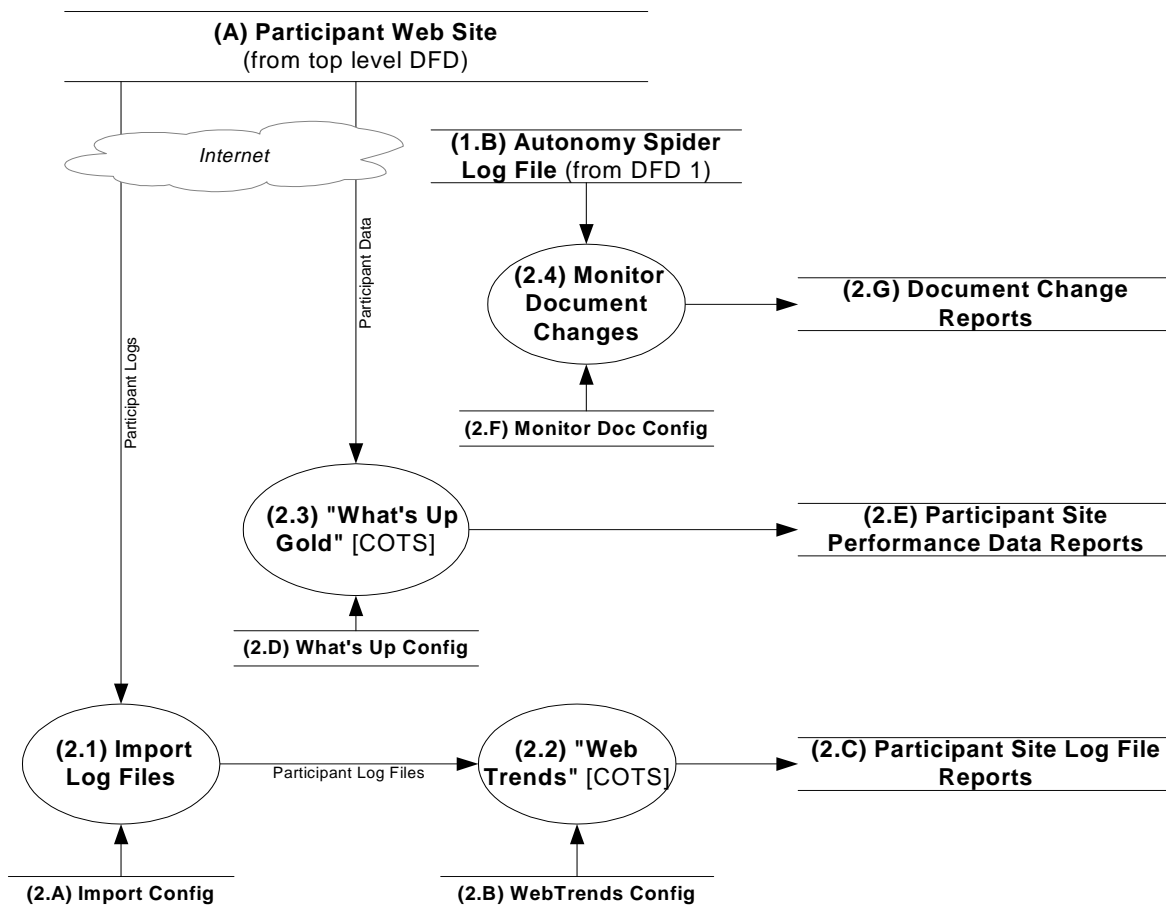 (A) Participant Web Site
(from top level DFD)
Internet
(1.B) Autonomy Spider
Log File (from DFD 1)
Participant Data
Participant Logs
(2.4) Monitor
Document
Changes
(2.G) Document Change
Reports
(2.F) Monitor Doc Config
(2.3) "What's Up
Gold" [COTS]
(2.E) Participant Site
Performance Data Reports
(2.D) What's Up Config
(2.1) Import
Log Files
Participant Log Files
(2.2) "Web
Trends" [COTS]
(2.C) Participant Site Log File
Reports
(2.A) Import Config
(2.B) WebTrends Config